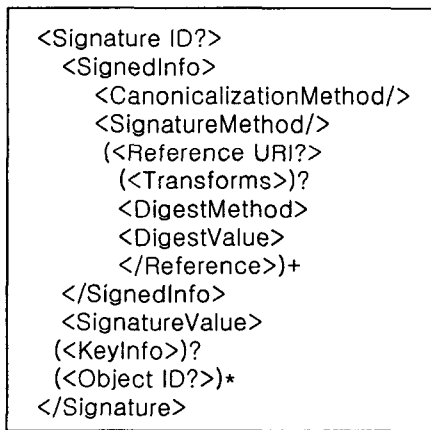 <Signature ID?>
<SignedInfo>
<CanonicalizationMethod/>
<SignatureMethod/>
(<Reference URI?>
(<Transforms>)?
<DigestMethod>
<DigestValue>
</Reference>)+
</SignedInfo>
<SignatureValue>
(<KeyInfo>)?
(<Object ID?>)*
</Signature>